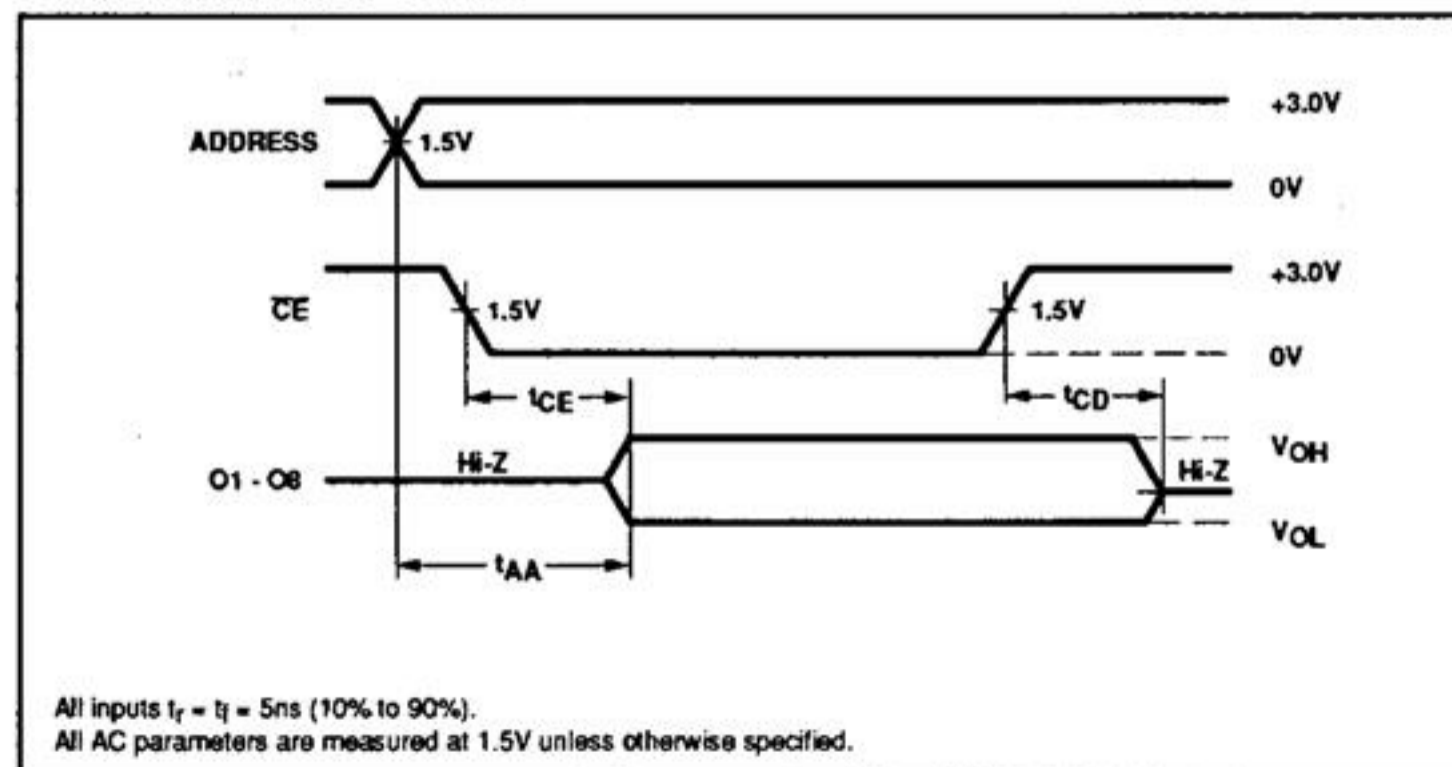 +3.0V
ADDRESS
1.5V
0V
+3.0V
CE
1.5V
1.5V
0V
tCE
tCD
VOH
Hi-Z
Hi-Z
O1 - O8
VOL
tAA
All inputs tr = tf = 5ns (10% to 90%).
All AC parameters are measured at 1.5V unless otherwise specified.